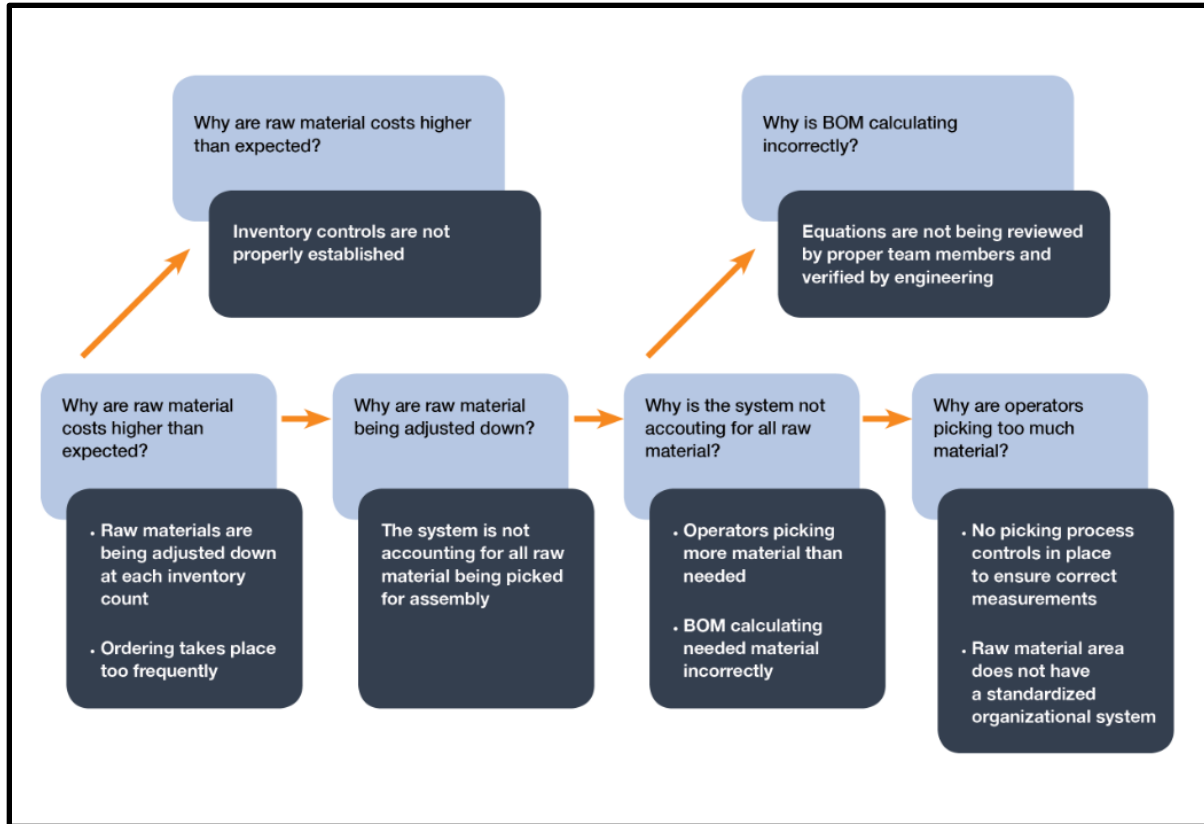 Why are raw material costs higher
than expected?
Inventory controls are not
properly established
Why is BOM calculating
incorrectly?
Equations are not being reviewed
by proper team members and
verified by engineering
Why are raw material
costs higher than
expected?
• Raw materials are
being adjusted down
at each inventory
count
• Ordering takes place
too frequently
Why are raw material
being adjusted down?
The system is not
accounting for all raw
material being picked
for assembly
Why is the system not
accouting for all raw
material?
• Operators picking
more material than
needed
• BOM calculating
needed material
incorrectly
Why are operators
picking too much
material?
• No picking process
controls in place
to ensure correct
measurements
• Raw material area
does not have
a standardized
organizational system